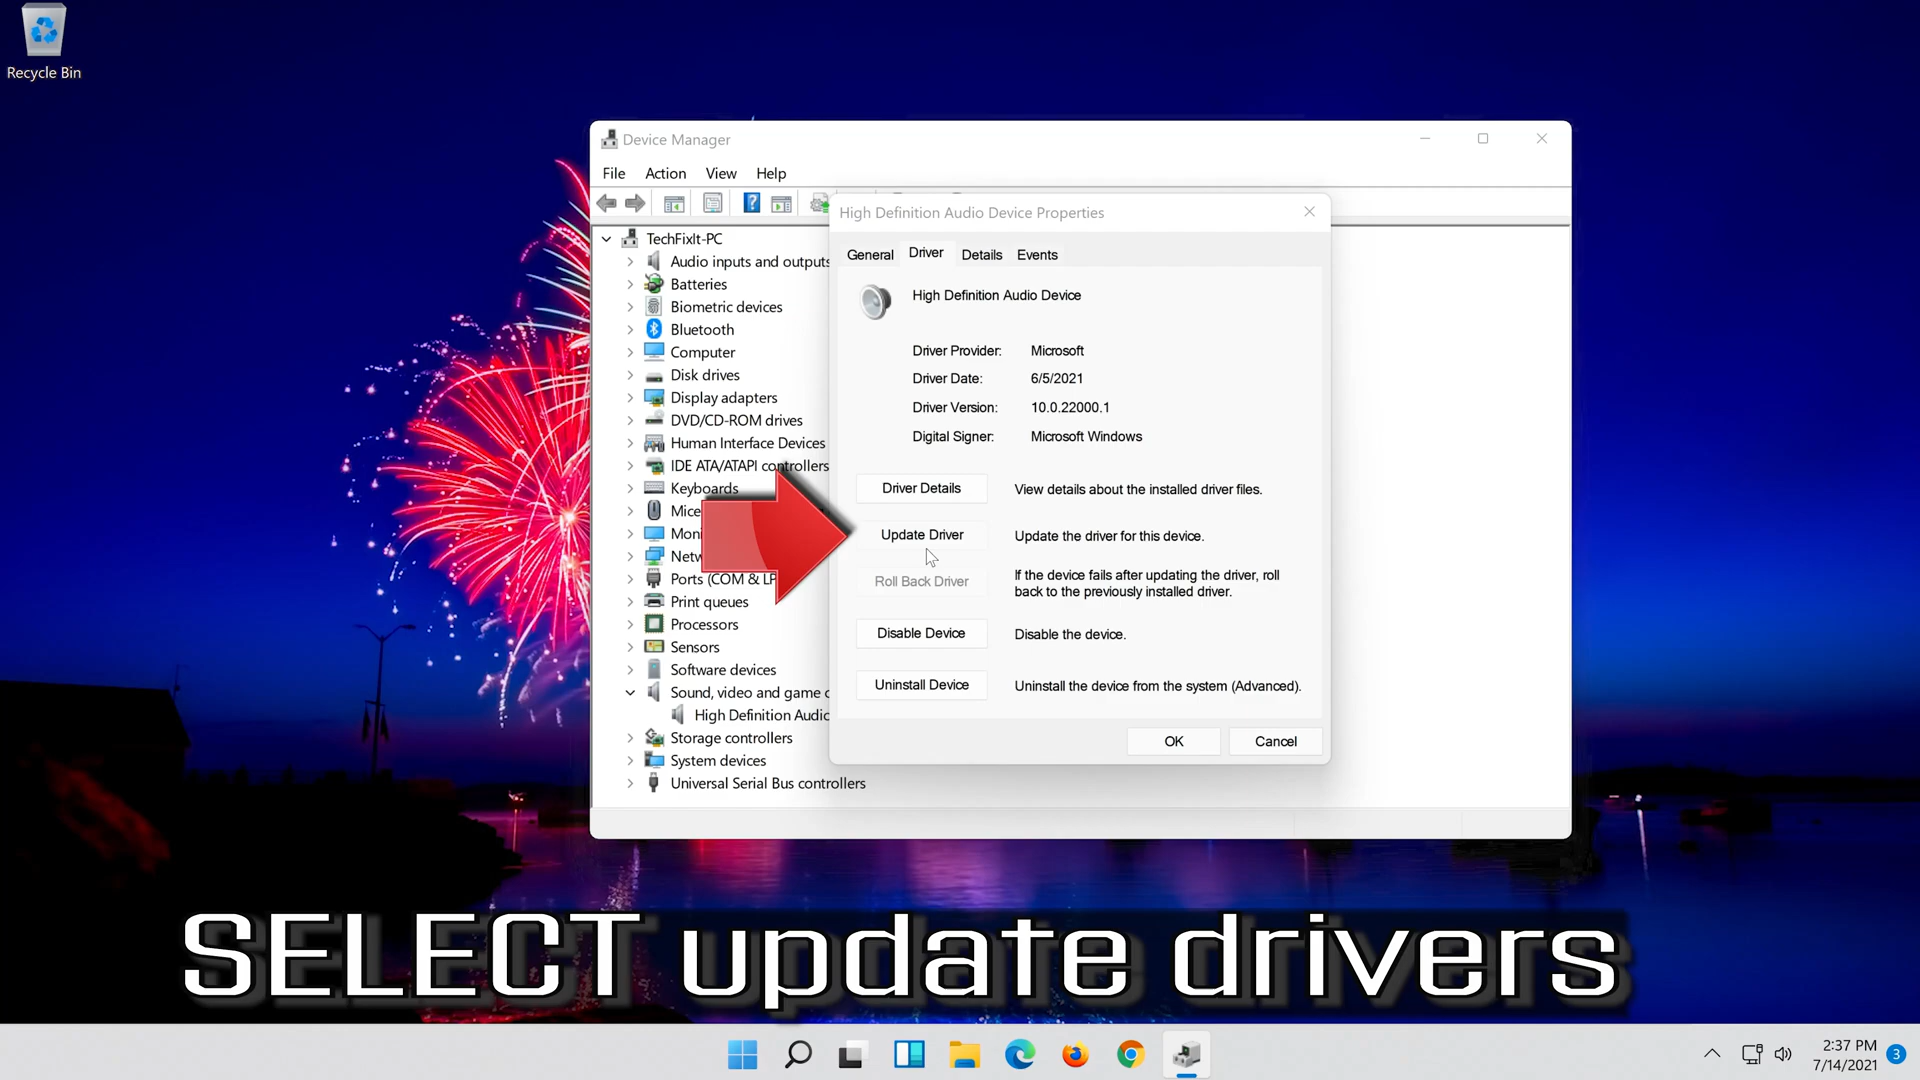 Recycle Bin
Device Manager
File Action View Help
High Definition Audio Device Properties
General Driver Details Events
TechFixIt-PC
Audio inputs and outputs
Batteries
Biometric devices
Bluetooth
Computer
Disk drives
Display adapters
DVD/CD-ROM drives
Human Interface Devices
IDE ATA/ATAPI controllers
Keyboards
Mice
Moni
Netw
Ports (COM & LP
Print queues
Processors
Sensors
Software devices
Sound, video and game c
High Definition Audio
Storage controllers
System devices
Universal Serial Bus controllers
High Definition Audio Device
Driver Provider: Microsoft
Driver Date: 6/5/2021
Driver Version: 10.0.22000.1
Digital Signer: Microsoft Windows
Driver Details View details about the installed driver files.
Update Driver Update the driver for this device.
Roll Back Driver If the device fails after updating the driver, roll
back to the previously installed driver.
Disable Device Disable the device.
Uninstall Device Uninstall the device from the system (Advanced).
OK Cancel
SELECT update drivers
2:37 PM
7/14/2021
3